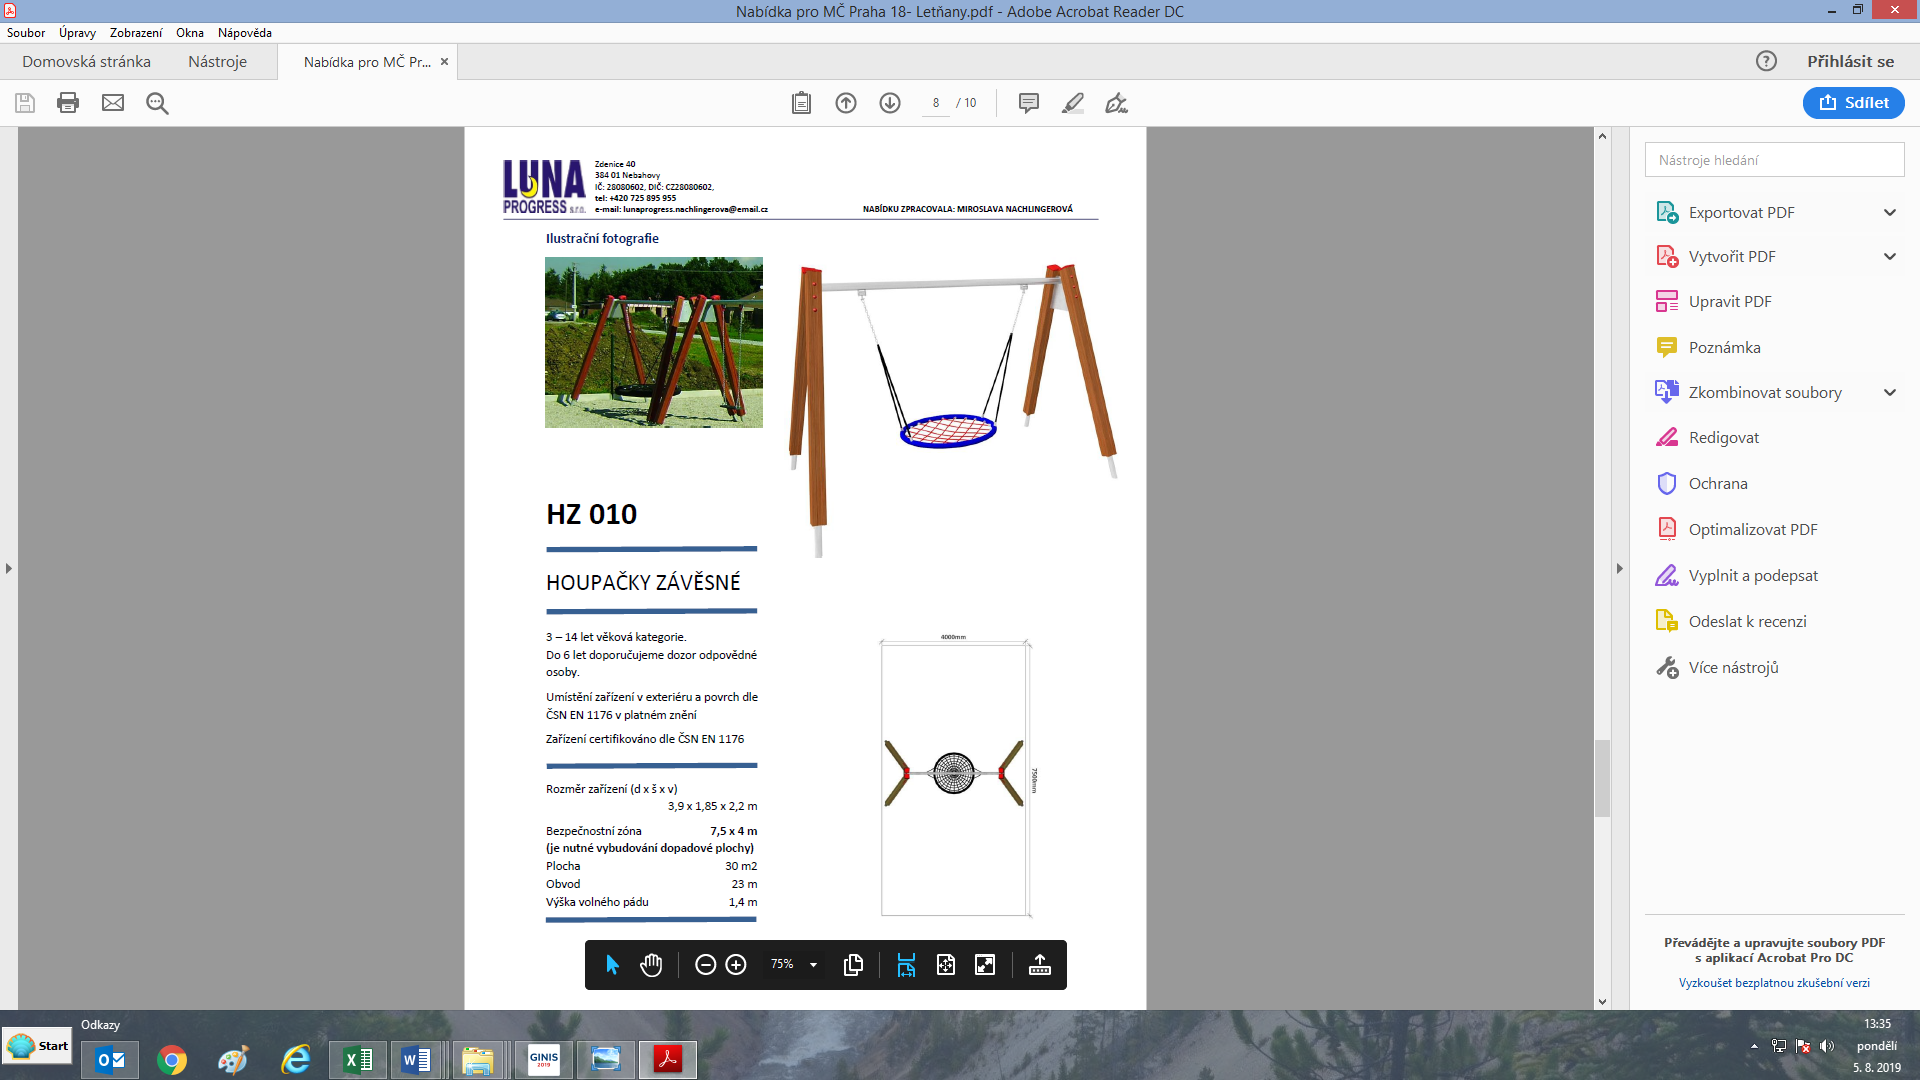 Nabídka pro MČ Praha 18- Letňany.pdf - Adobe Acrobat Reader DC
Soubor Úpravy Zobrazení Okna Nápověda
Domovská stránka Nástroje Nabídka pro MČ Pr... × Přihlásit se
8 / 10 Sdílet
LUNA
PROGRESS s.r.o.
Zdenice 40
384 01 Nebahovy
IČ: 28080602, DIČ: CZ28080602,
tel: +420 725 895 955
e-mail: lunaprogress.nachlingerova@email.cz
NABÍDKU ZPRACOVALA: MIROSLAVA NACHLINGEROVÁ
Ilustrační fotografie
HZ 010
HOUPAČKY ZÁVĚSNÉ
3 – 14 let věková kategorie.
Do 6 let doporučujeme dozor odpovědné
osoby.
Umístění zařízení v exteriéru a povrch dle
ČSN EN 1176 v platném znění
Zařízení certifikováno dle ČSN EN 1176
Rozměr zařízení (d x š x v)
3,9 x 1,85 x 2,2 m
Bezpečnostní zóna 7,5 x 4 m
(je nutné vybudování dopadové plochy)
Plocha 30 m2
Obvod 23 m
Výška volného pádu 1,4 m
4000mm
7500mm
75%
Nástroje hledání
Exportovat PDF
Vytvořit PDF
Upravit PDF
Poznámka
Zkombinovat soubory
Redigovat
Ochrana
Optimalizovat PDF
Vyplnit a podepsat
Odeslat k recenzi
Více nástrojů
Převádějte a upravujte soubory PDF
s aplikací Acrobat Pro DC
Vyzkoušet bezplatnou zkušební verzi
Start
Odkazy
GINIS
2019
13:35
pondělí
5. 8. 2019